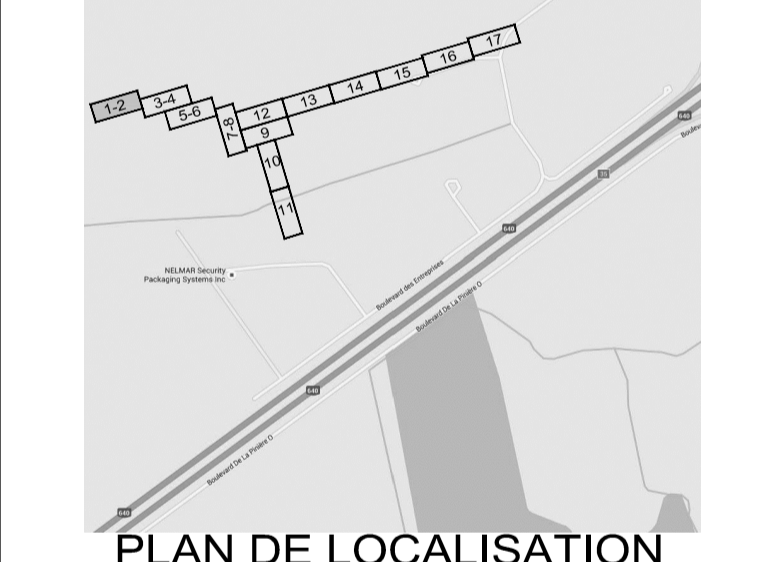 17
16
15
14
13
12
1-2
3-4
5-6
7-8
9
10
11
640
Boulev
35
640
NELMAR Security
Packaging Systems Inc
Boulevard des Entreprises
Boulevard De La Pinière O
640
Boulevard De La Pinière O
640
PLAN DE LOCALISATION